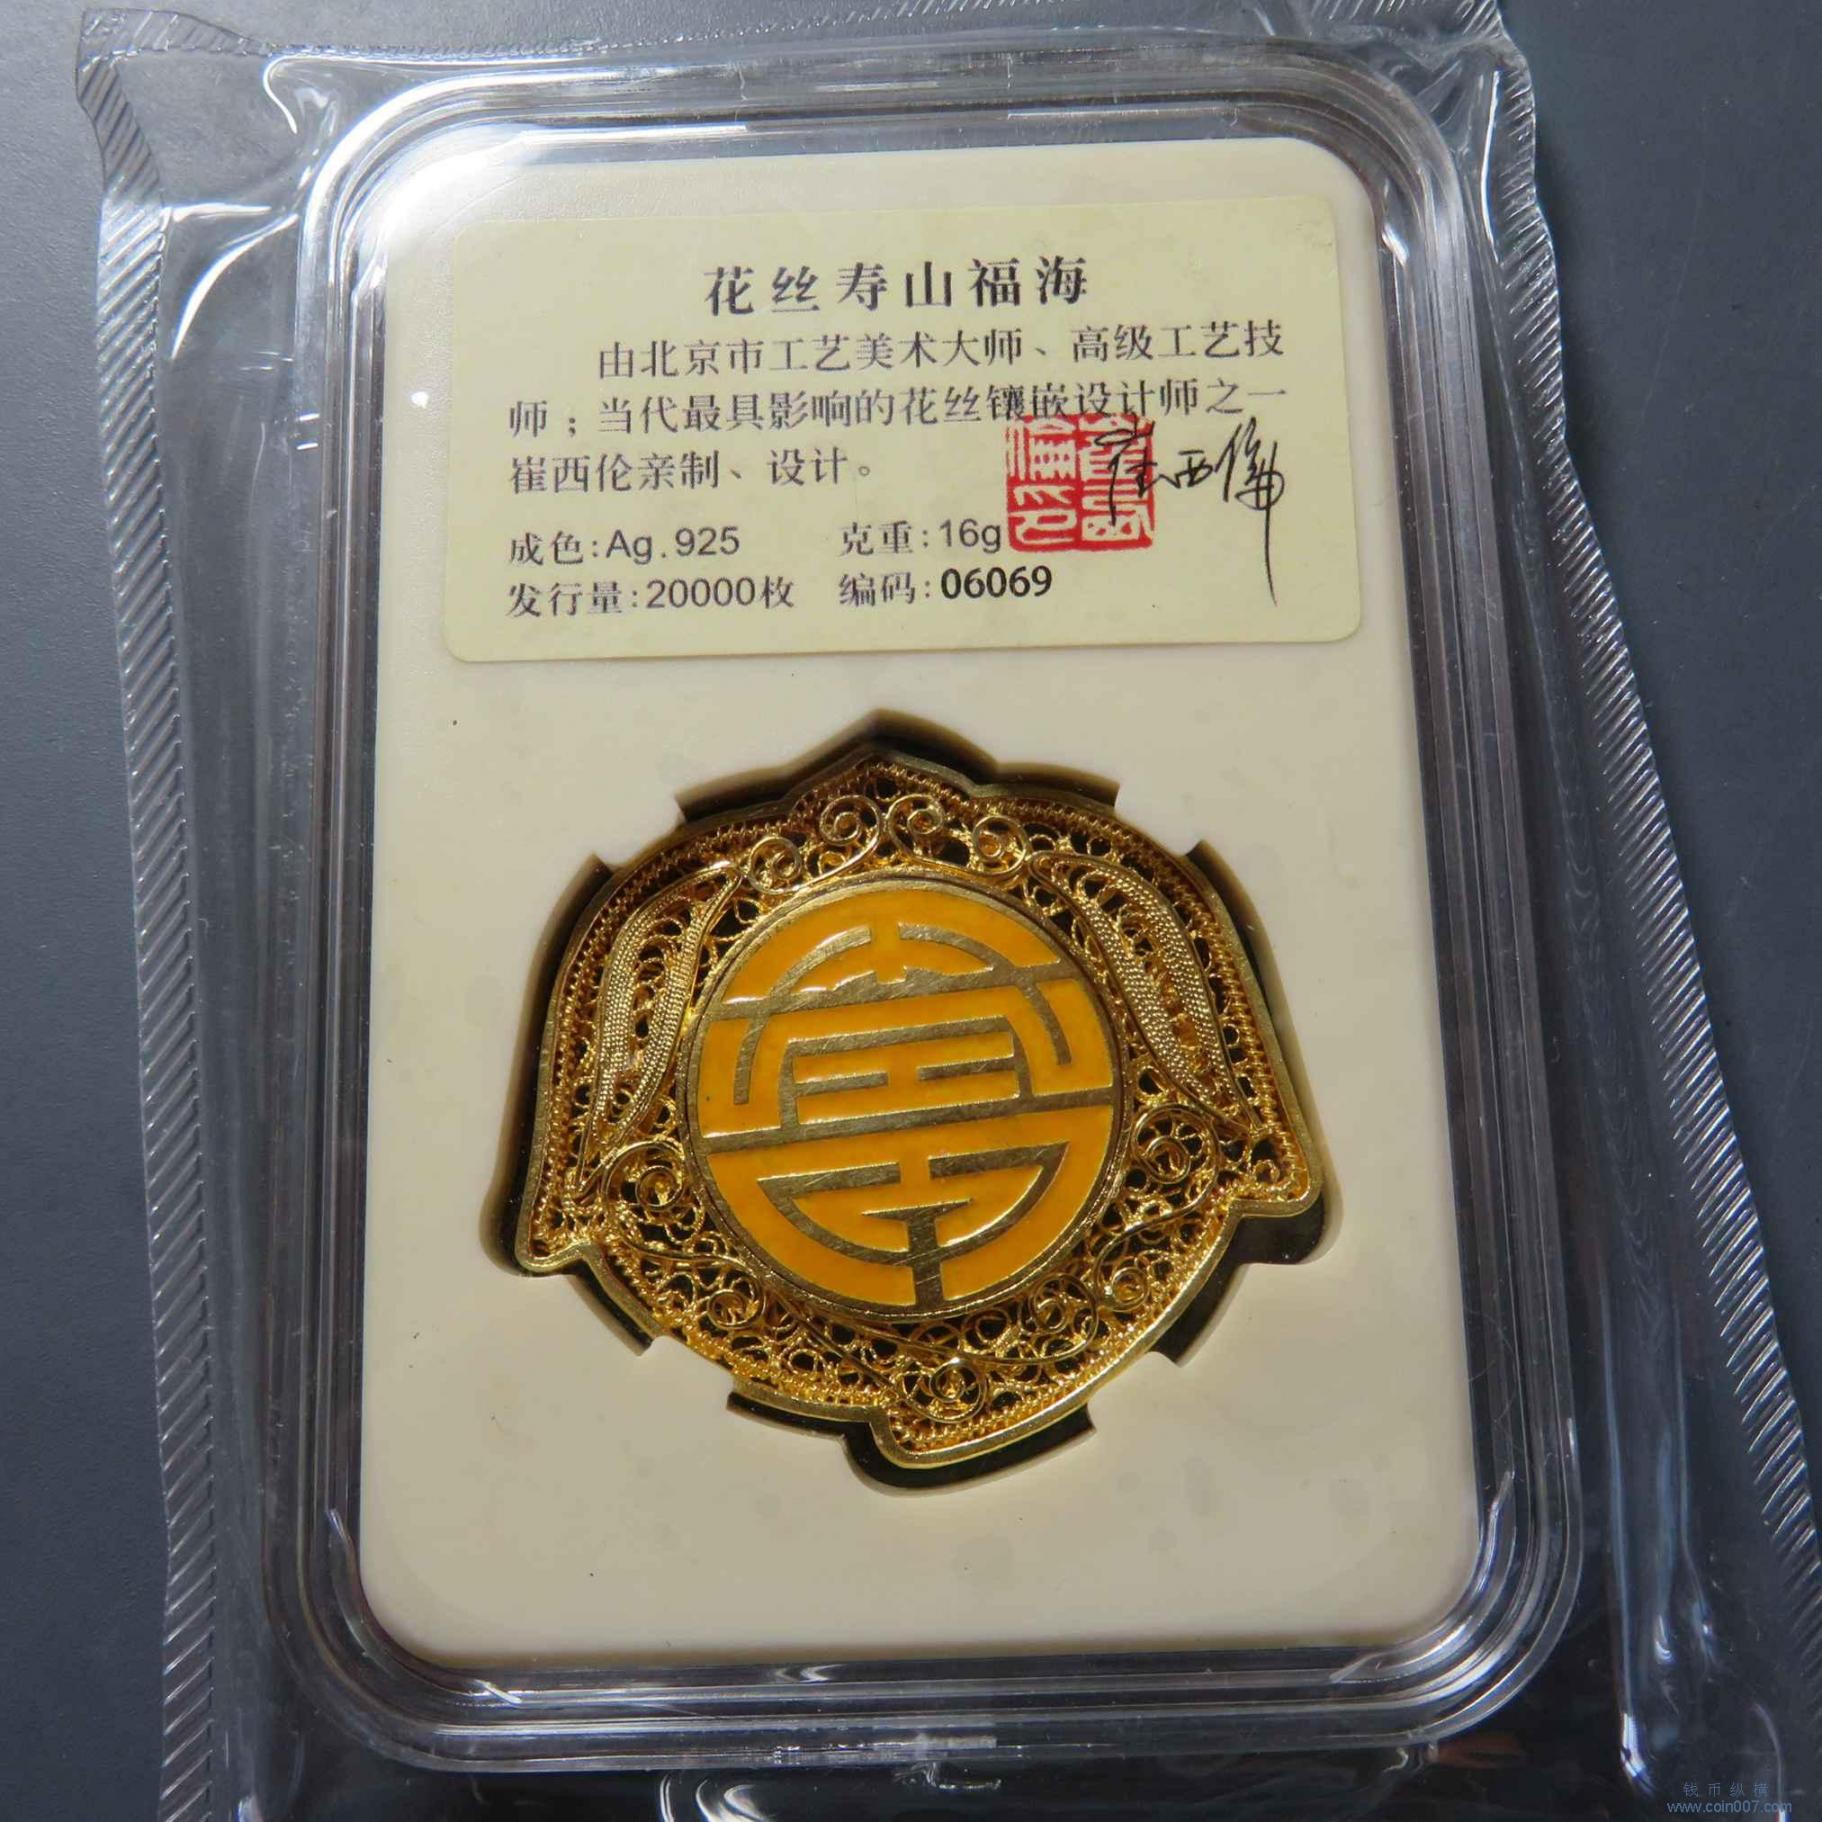 花丝寿山福海
由北京市工艺美术大师、高级工艺技
师；当代最具影响的花丝镶嵌设计师之一
崔西伦亲制、设计。
成色:Ag.925 克重:16g
发行量:20000枚 编码:06069
崔西倫
钱币纵横
www.coin007.com